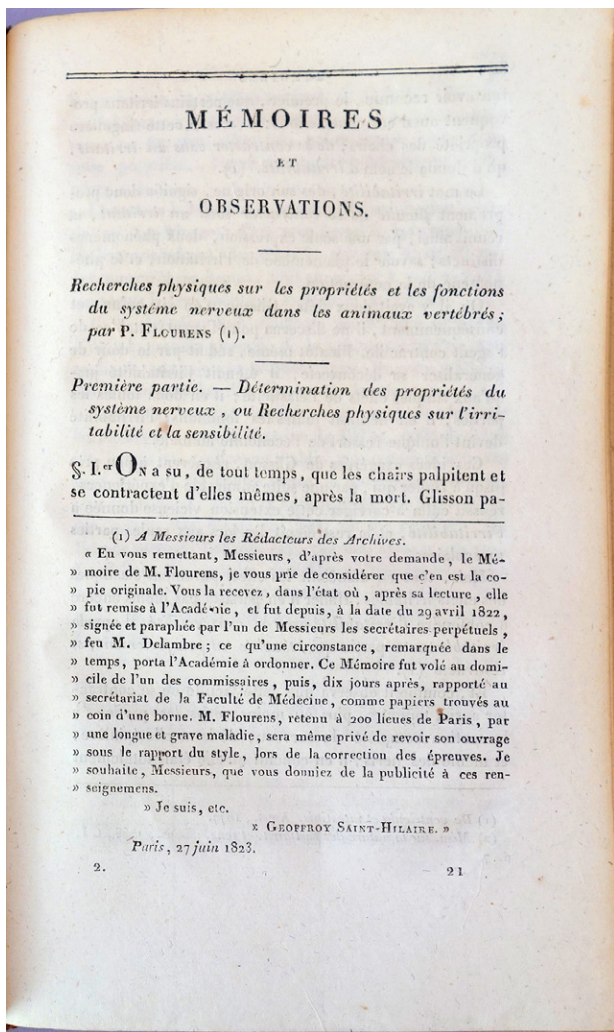 MÉMOIRES
ET
OBSERVATIONS.
Recherches physiques sur les propriétés et les fonctions
du système nerveux dans les animaux vertébrés;
par P. FLOURENS (1).
Première partie. — Détermination des propriétés du
système nerveux, ou Recherches physiques sur l'irri-
tabilité et la sensibilité.
§. I.er ON a su, de tout temps, que les chairs palpitent et
se contractent d'elles mêmes, après la mort. Glisson pa-
(1) A Messieurs les Rédacteurs des Archives.
« En vous remettant, Messieurs, d'après votre demande, le Mé-
» moire de M. Flourens, je vous prie de considérer que c'en est la co-
» pie originale. Vous la recevez, dans l'état où, après sa lecture, elle
» fut remise à l'Académie, et fut depuis, à la date du 29 avril 1822,
» signée et paraphée par l'un de Messieurs les secrétaires perpétuels,
» feu M. Delambre; ce qu'une circonstance, remarquée dans le
» temps, porta l'Académie à ordonner. Ce Mémoire fut volé au domi-
» cile de l'un des commissaires, puis, dix jours après, rapporté au
» secrétariat de la Faculté de Médecine, comme papiers trouvés au
» coin d'une borne. M. Flourens, retenu à 200 lieues de Paris, par
» une longue et grave maladie, sera même privé de revoir son ouvrage
» sous le rapport du style, lors de la correction des épreuves. Je
» souhaite, Messieurs, que vous donniez de la publicité à ces ren-
» seignemens.
» Je suis, etc.
« GEOFFROY SAINT-HILAIRE. »
Paris, 27 juin 1823.
2. 21